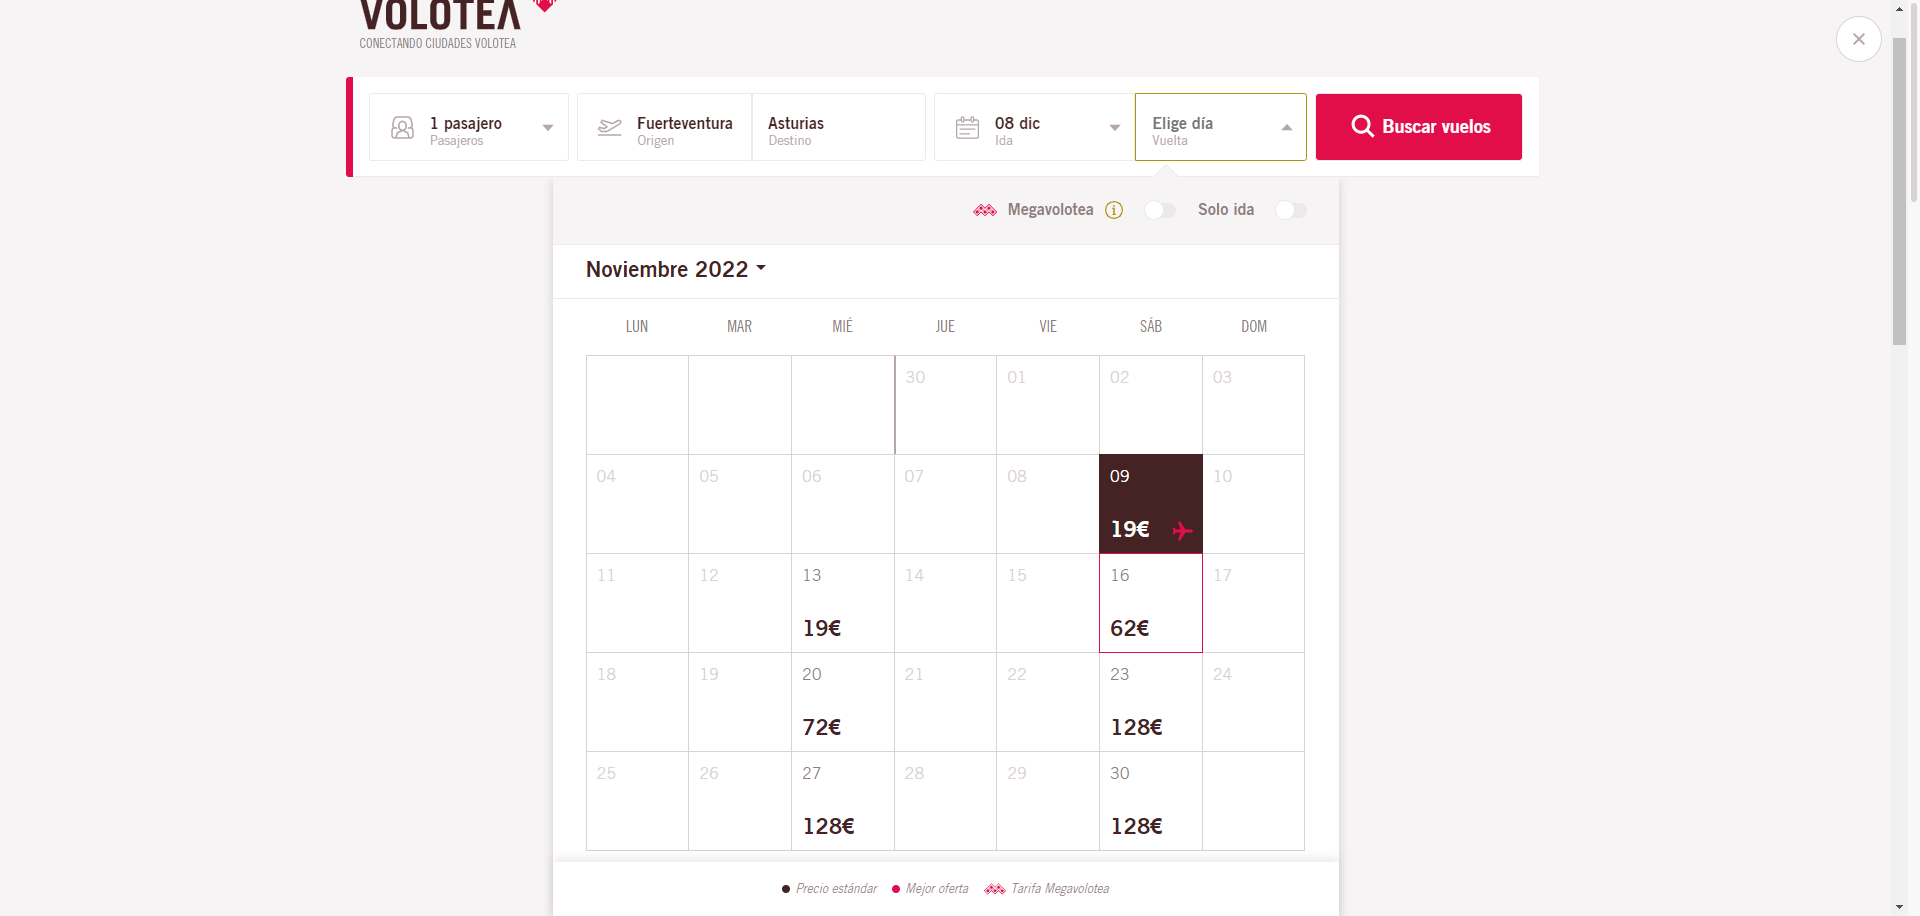 VOLOTEA
CONECTANDO CIUDADES VOLOTEA
1 pasajero
Pasajeros
Fuerteventura
Origen
Asturias
Destino
08 dic
Ida
Elige día
Vuelta
Buscar vuelos
Megavolotea
Solo ida
Noviembre 2022
LUN MAR MIÉ JUE VIE SÁB DOM
30 01 02 03
04 05 06 07 08 09 10
19€
11 12 13 14 15 16 17
19€ 62€
18 19 20 21 22 23 24
72€ 128€
25 26 27 28 29 30
128€ 128€
Precio estándar Mejor oferta Tarifa Megavolotea